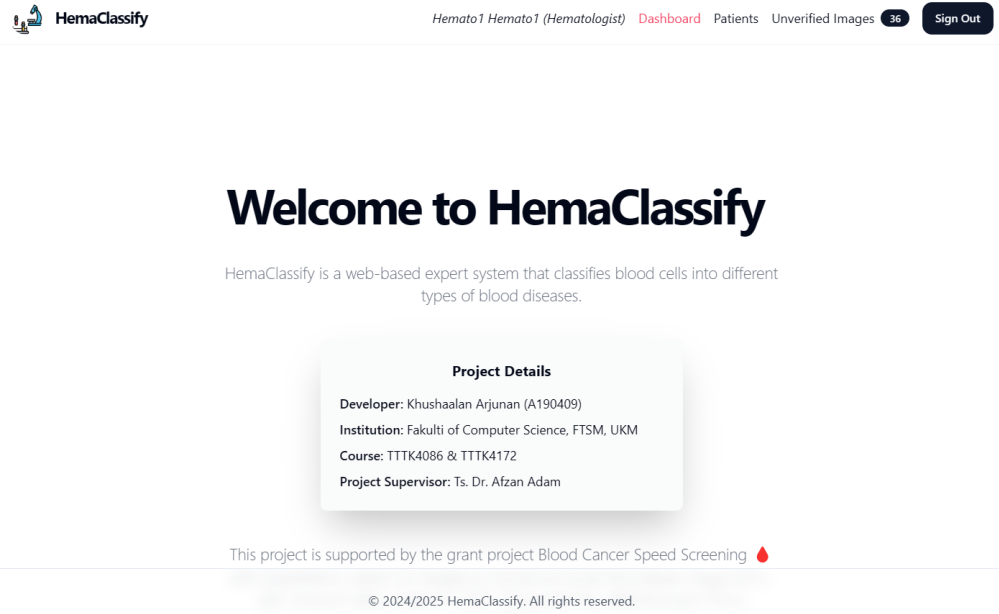 HemaClassify
Hemato1 Hemato1 (Hematologist) Dashboard Patients Unverified Images 36 Sign Out
Welcome to HemaClassify
HemaClassify is a web-based expert system that classifies blood cells into different
types of blood diseases.
Project Details
Developer: Khushaalan Arjunan (A190409)
Institution: Fakulti of Computer Science, FTSM, UKM
Course: TTTK4086 & TTTK4172
Project Supervisor: Ts. Dr. Afzan Adam
This project is supported by the grant project Blood Cancer Speed Screening 🩸
© 2024/2025 HemaClassify. All rights reserved.